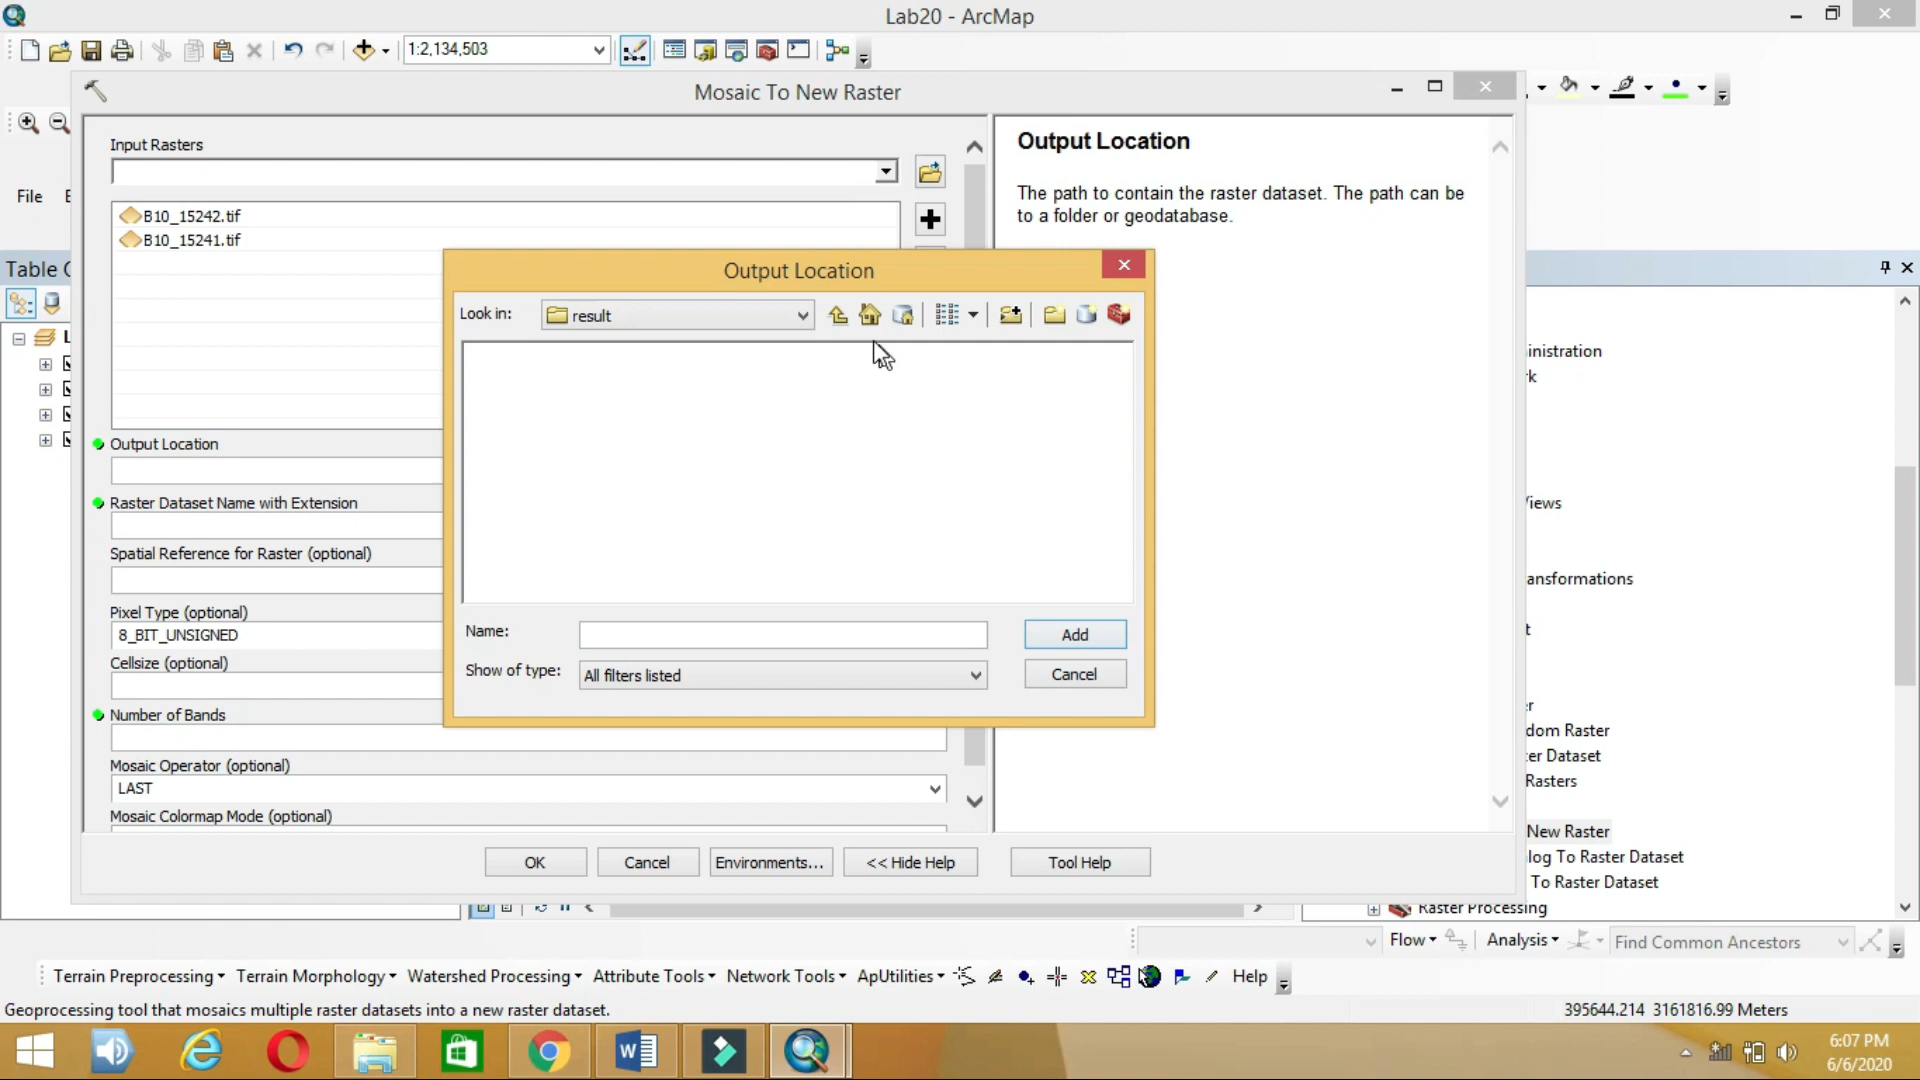 Lab20 - ArcMap
1:2,134,503
Mosaic To New Raster
File
Table
Input Rasters
B10_15242.tif
B10_15241.tif
Output Location
The path to contain the raster dataset. The path can be
to a folder or geodatabase.
Output Location
Look in:
result
Name:
Add
Show of type:
All filters listed
Cancel
Output Location
Raster Dataset Name with Extension
Spatial Reference for Raster (optional)
Pixel Type (optional)
8_BIT_UNSIGNED
Cellsize (optional)
Number of Bands
Mosaic Operator (optional)
LAST
Mosaic Colormap Mode (optional)
OK
Cancel
Environments...
<< Hide Help
Tool Help
inistration
k
iews
ansformations
t
r
dom Raster
er Dataset
Rasters
New Raster
log To Raster Dataset
To Raster Dataset
Raster Processing
Flow
Analysis
Find Common Ancestors
Terrain Preprocessing
Terrain Morphology
Watershed Processing
Attribute Tools
Network Tools
ApUtilities
Help
Geoprocessing tool that mosaics multiple raster datasets into a new raster dataset.
395644.214 3161816.99 Meters
6:07 PM
6/6/2020